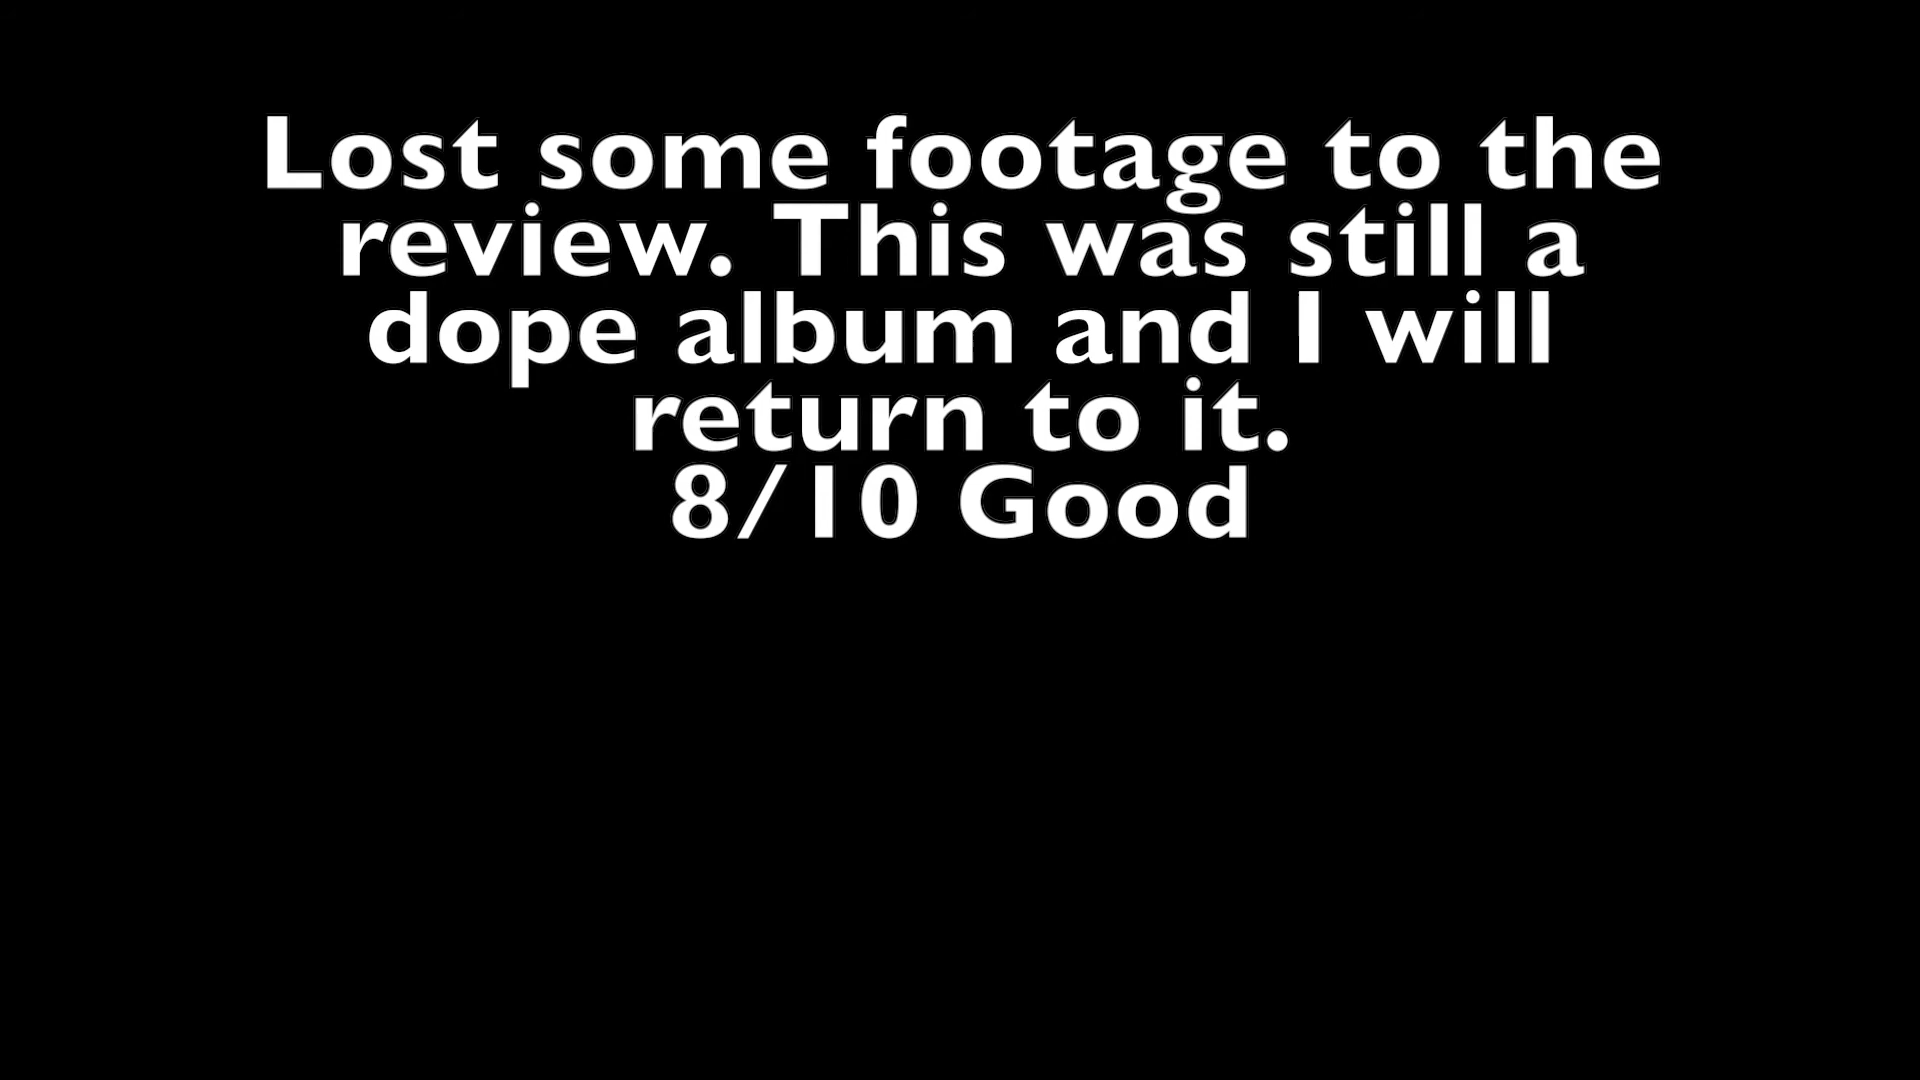 Lost some footage to the
review. This was still a
dope album and I will
return to it.
8/10 Good